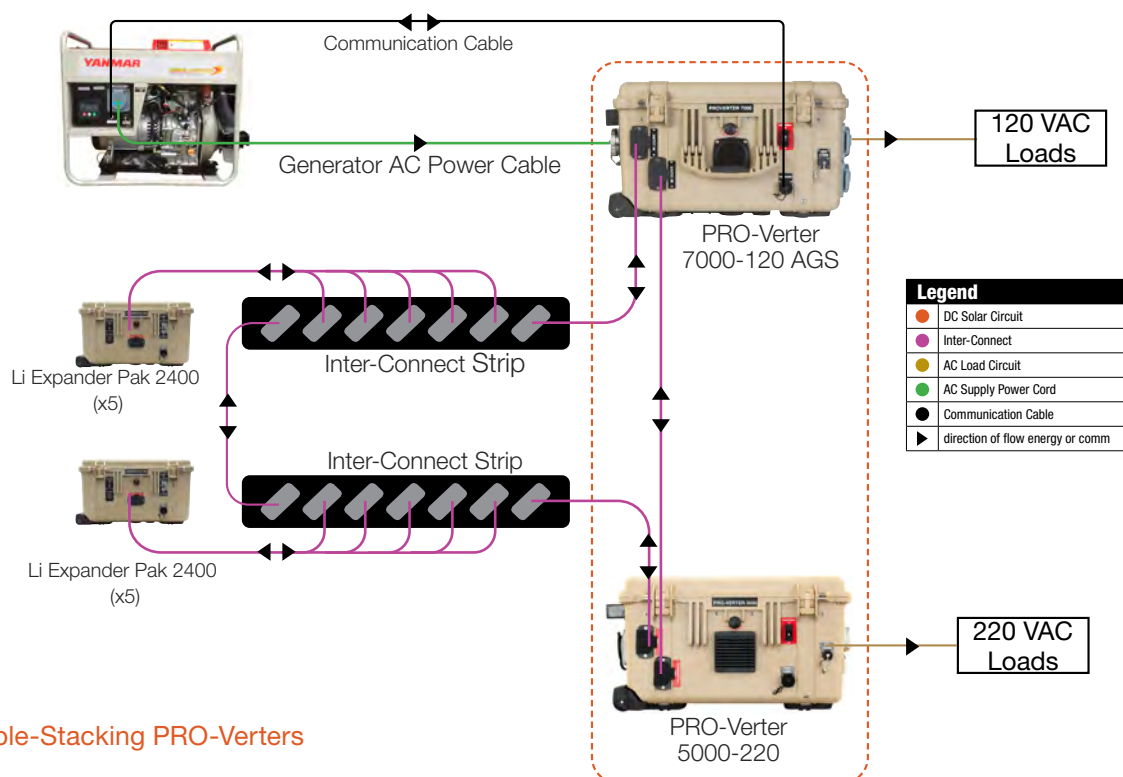 Communication Cable
YANMAR
PROVERTER 7000
120 VAC
Loads
Generator AC Power Cable
PRO-Verter
7000-120 AGS
Legend
DC Solar Circuit
Inter-Connect
AC Load Circuit
AC Supply Power Cord
Communication Cable
direction of flow energy or comm
Inter-Connect Strip
Li Expander Pak 2400
(x5)
Inter-Connect Strip
Li Expander Pak 2400
(x5)
PRO-VERTER 5000
220 VAC
Loads
PRO-Verter
5000-220
ple-Stacking PRO-Verters